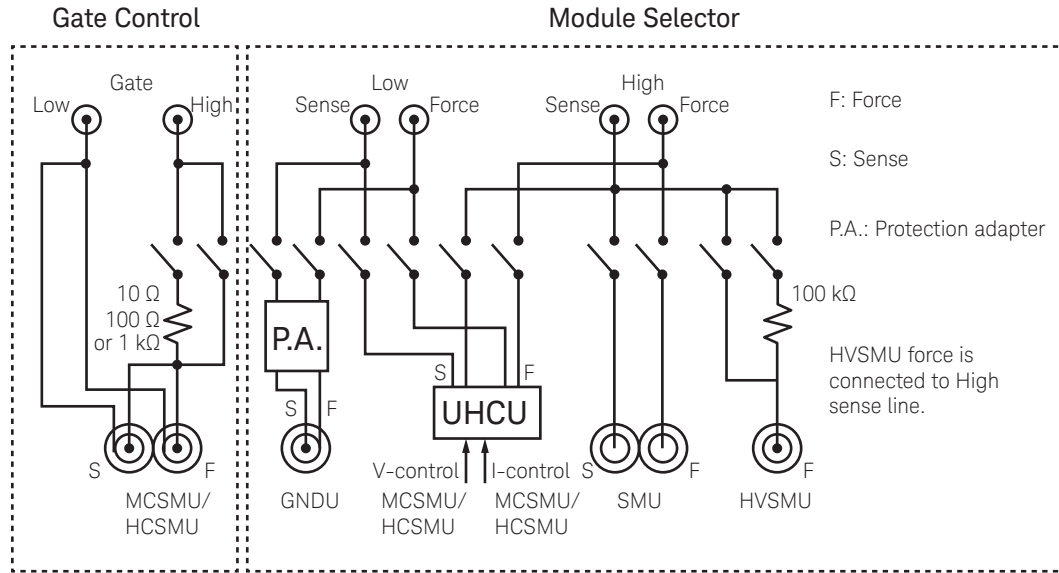 Gate Control
Module Selector
Gate
Low
High
Low
Sense
Force
High
Sense
Force
F: Force
S: Sense
P.A.: Protection adapter
10 Ω
100 Ω
or 1 kΩ
P.A.
100 kΩ
HVSMU force is
connected to High
sense line.
S
F
UHCU
S
F
S
F
MCSMU/
HCSMU
GNDU
V-control
I-control
MCSMU/
HCSMU
MCSMU/
HCSMU
S
F
SMU
F
HVSMU